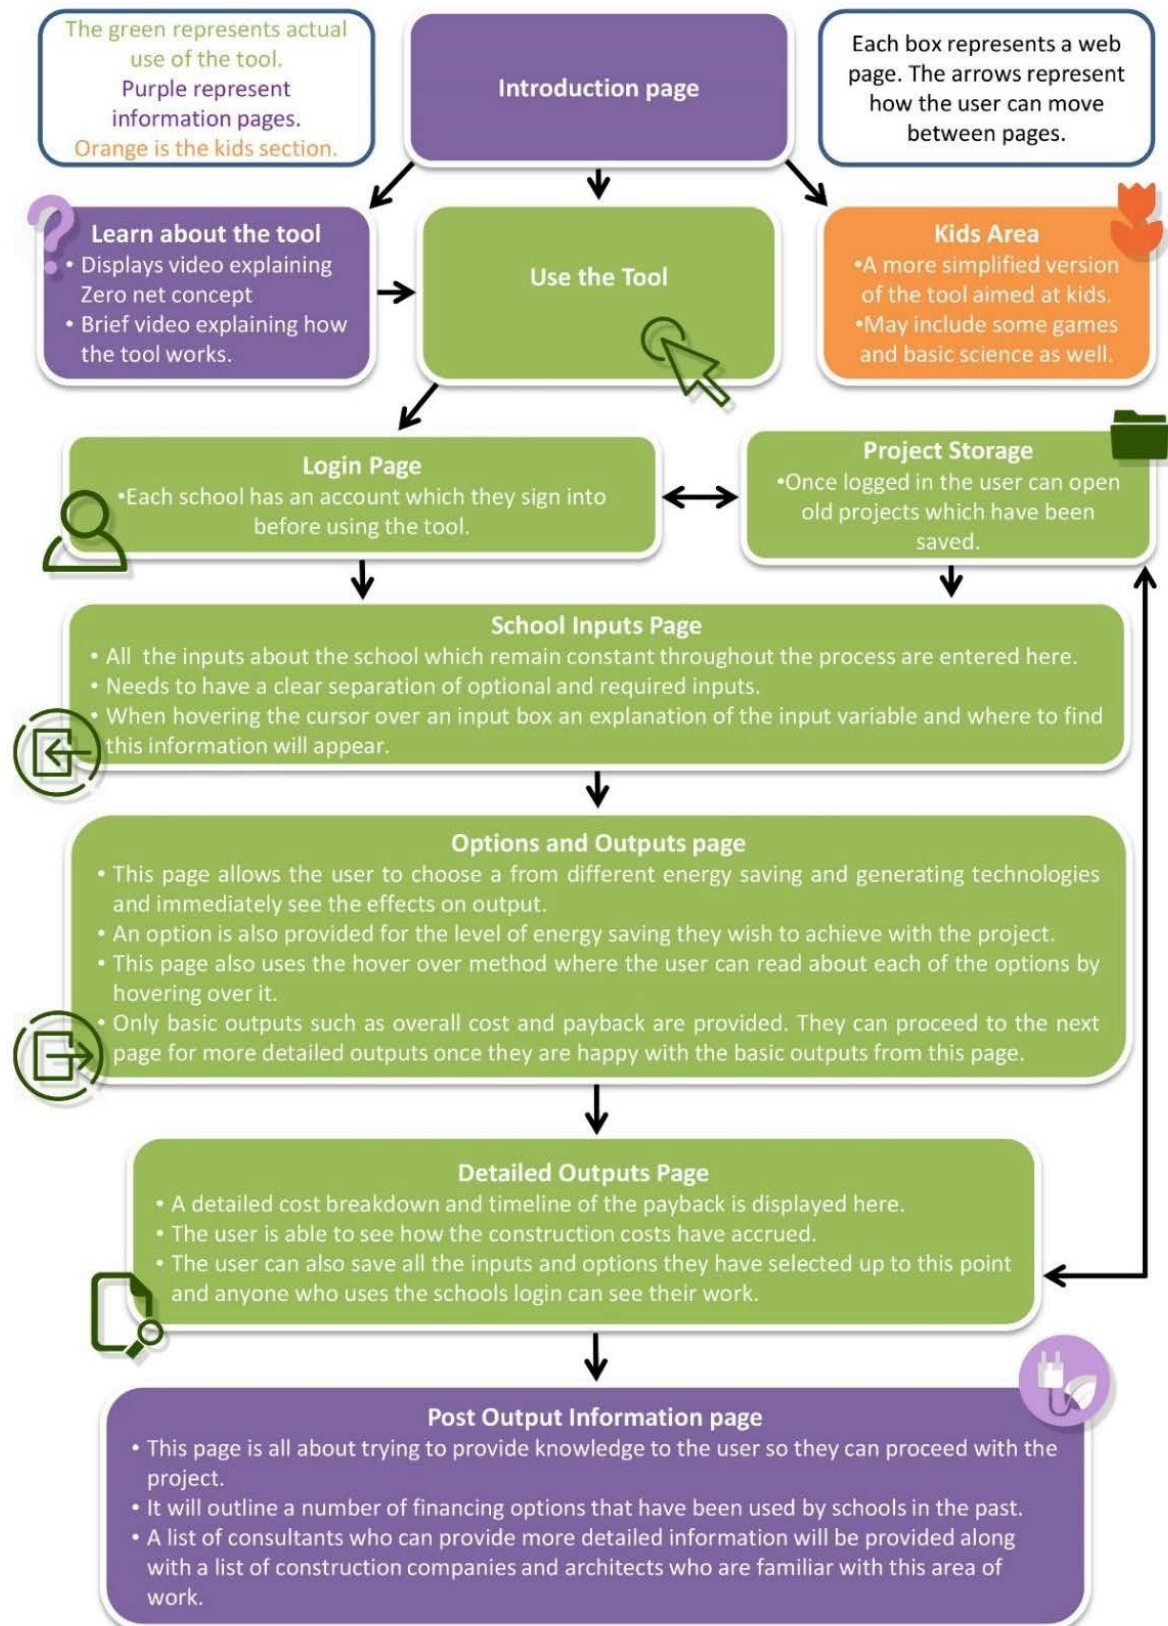 The green represents actual
use of the tool.
Purple represent
information pages.
Orange is the kids section.
Introduction page
Each box represents a web
page. The arrows represent
how the user can move
between pages.
Learn about the tool
• Displays video explaining
Zero net concept
• Brief video explaining how
the tool works.
Use the Tool
Kids Area
•A more simplified version
of the tool aimed at kids.
•May include some games
and basic science as well.
Login Page
•Each school has an account which they sign into
before using the tool.
Project Storage
•Once logged in the user can open
old projects which have been
saved.
School Inputs Page
• All the inputs about the school which remain constant throughout the process are entered here.
• Needs to have a clear separation of optional and required inputs.
• When hovering the cursor over an input box an explanation of the input variable and where to find
this information will appear.
Options and Outputs page
• This page allows the user to choose a from different energy saving and generating technologies
and immediately see the effects on output.
• An option is also provided for the level of energy saving they wish to achieve with the project.
• This page also uses the hover over method where the user can read about each of the options by
hovering over it.
• Only basic outputs such as overall cost and payback are provided. They can proceed to the next
page for more detailed outputs once they are happy with the basic outputs from this page.
Detailed Outputs Page
• A detailed cost breakdown and timeline of the payback is displayed here.
• The user is able to see how the construction costs have accrued.
• The user can also save all the inputs and options they have selected up to this point
and anyone who uses the schools login can see their work.
Post Output Information page
• This page is all about trying to provide knowledge to the user so they can proceed with the
project.
• It will outline a number of financing options that have been used by schools in the past.
• A list of consultants who can provide more detailed information will be provided along
with a list of construction companies and architects who are familiar with this area of
work.